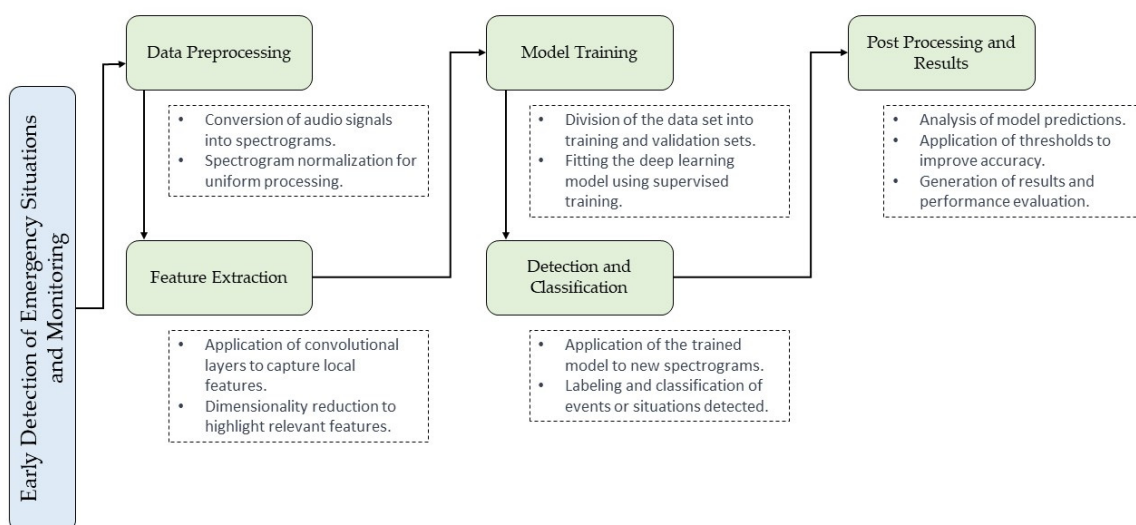 Early Detection of Emergency Situations
and Monitoring
Data Preprocessing
• Conversion of audio signals
into spectrograms.
• Spectrogram normalization for
uniform processing.
Feature Extraction
• Application of convolutional
layers to capture local
features.
• Dimensionality reduction to
highlight relevant features.
Model Training
• Division of the data set into
training and validation sets.
• Fitting the deep learning
model using supervised
training.
Detection and
Classification
• Application of the trained
model to new spectrograms.
• Labeling and classification of
events or situations detected.
Post Processing and
Results
• Analysis of model predictions.
• Application of thresholds to
improve accuracy.
• Generation of results and
performance evaluation.